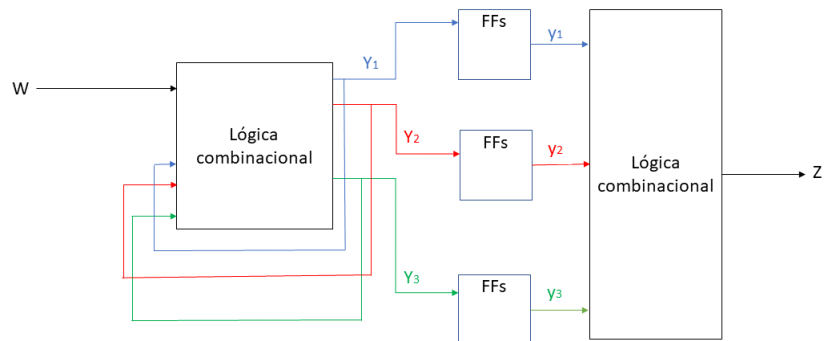 W
Lógica
combinacional
Y1
Y2
Y3
FFs
FFs
FFs
y1
y2
y3
Lógica
combinacional
Z